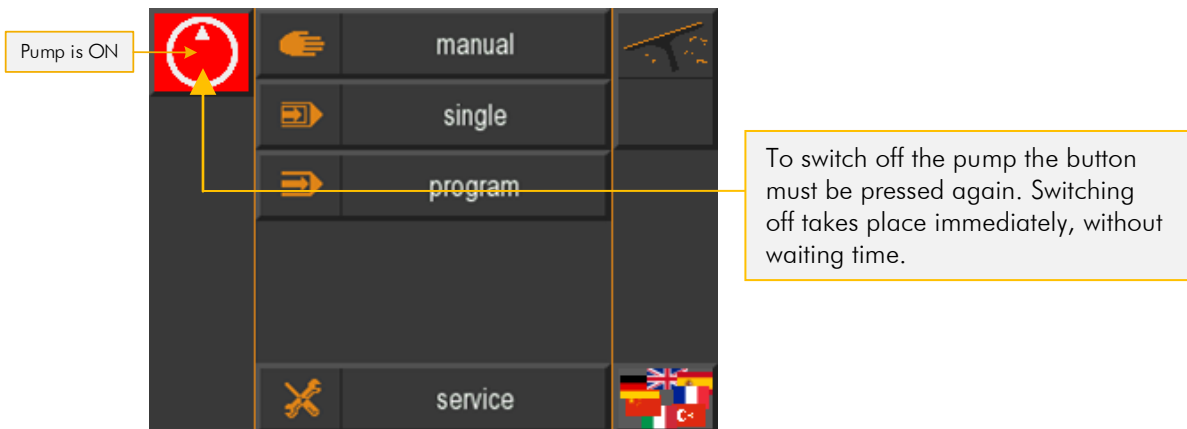 Pump is ON
manual
single
program
service
To switch off the pump the button
must be pressed again. Switching
off takes place immediately, without
waiting time.